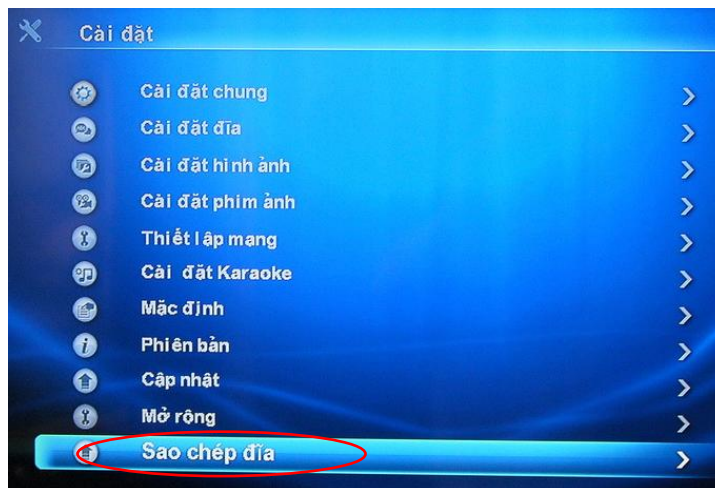 Cài đặt
Cài đặt chung
Cài đặt đĩa
Cài đặt hình ảnh
Cài đặt phim ảnh
Thiết lập mạng
Cài đặt Karaoke
Mặc định
Phiên bản
Cập nhật
Mở rộng
Sao chép đĩa